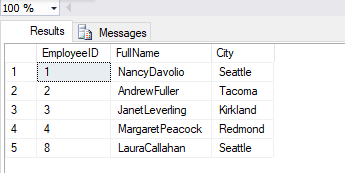 100 %
Results Messages
EmployeeID FullName City
1 1 NancyDavolio Seattle
2 2 AndrewFuller Tacoma
3 3 JanetLeverling Kirkland
4 4 MargaretPeacock Redmond
5 8 LauraCallahan Seattle